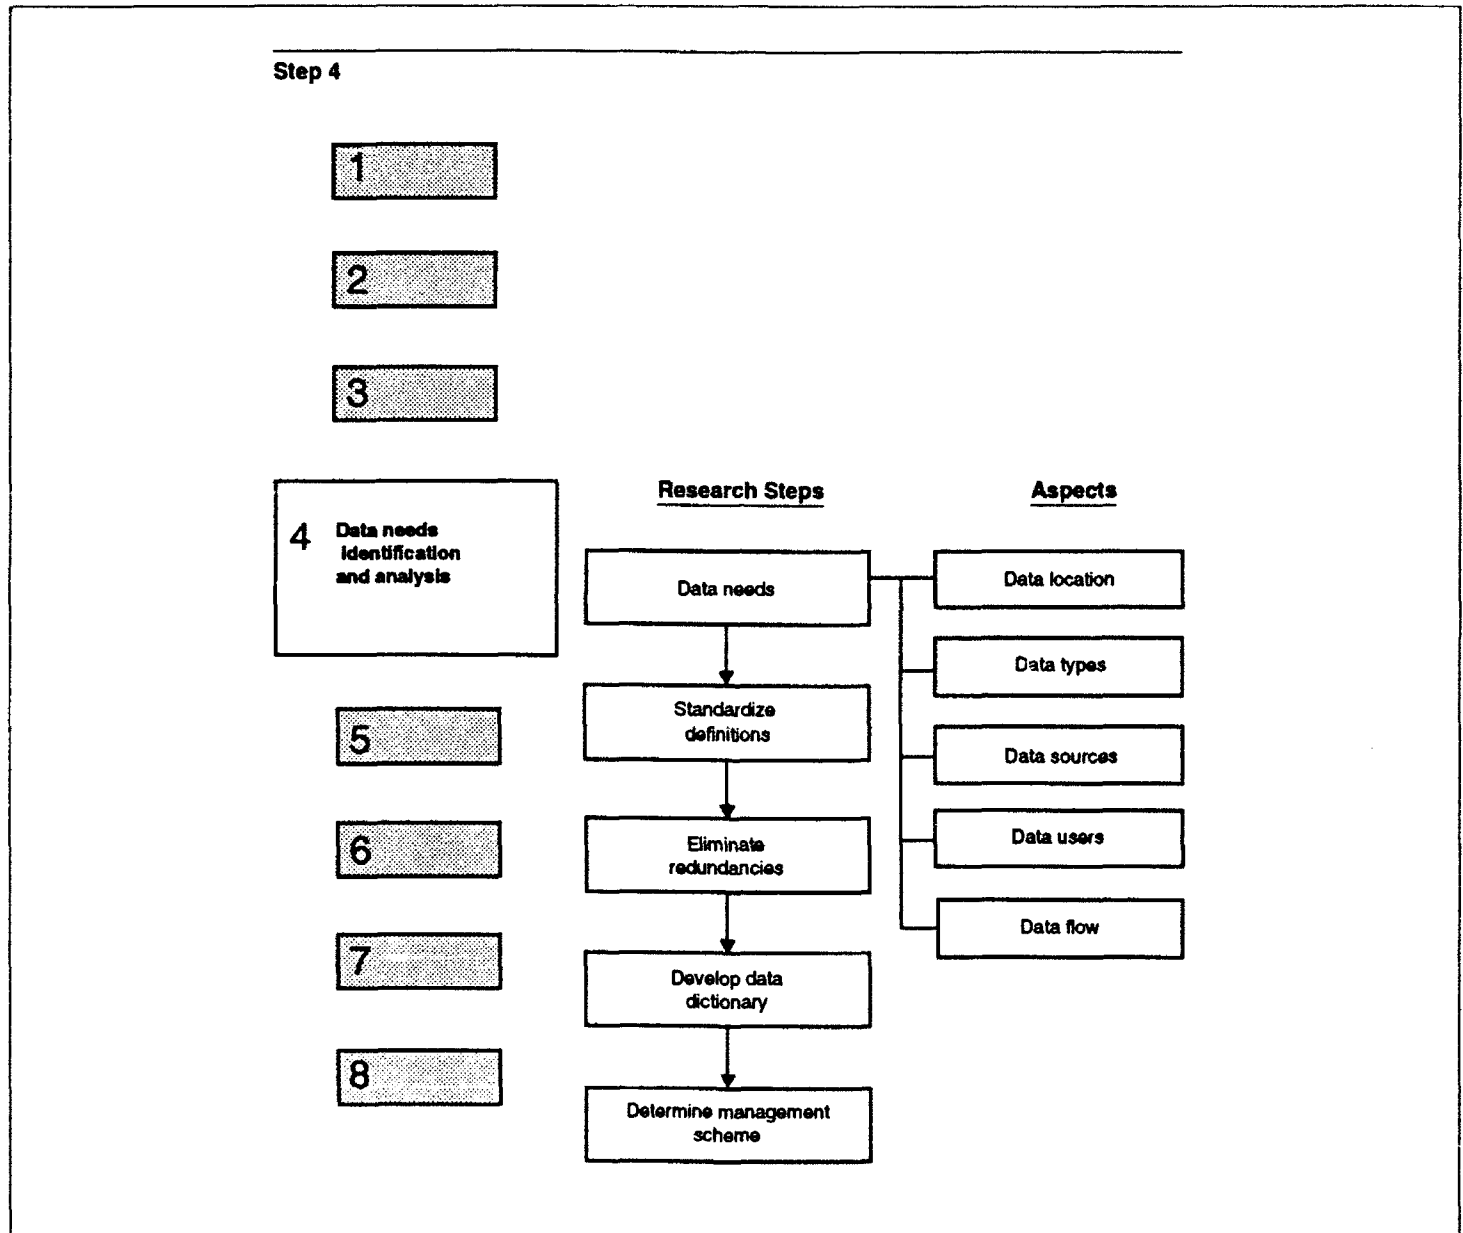 Step 4
1
2
3
4
Data needs
identification
and analysis
5
6
7
8
Research Steps
Data needs
Standardize
definitions
Eliminate
redundancies
Develop data
dictionary
Determine management
scheme
Aspects
Data location
Data types
Data sources
Data users
Data flow